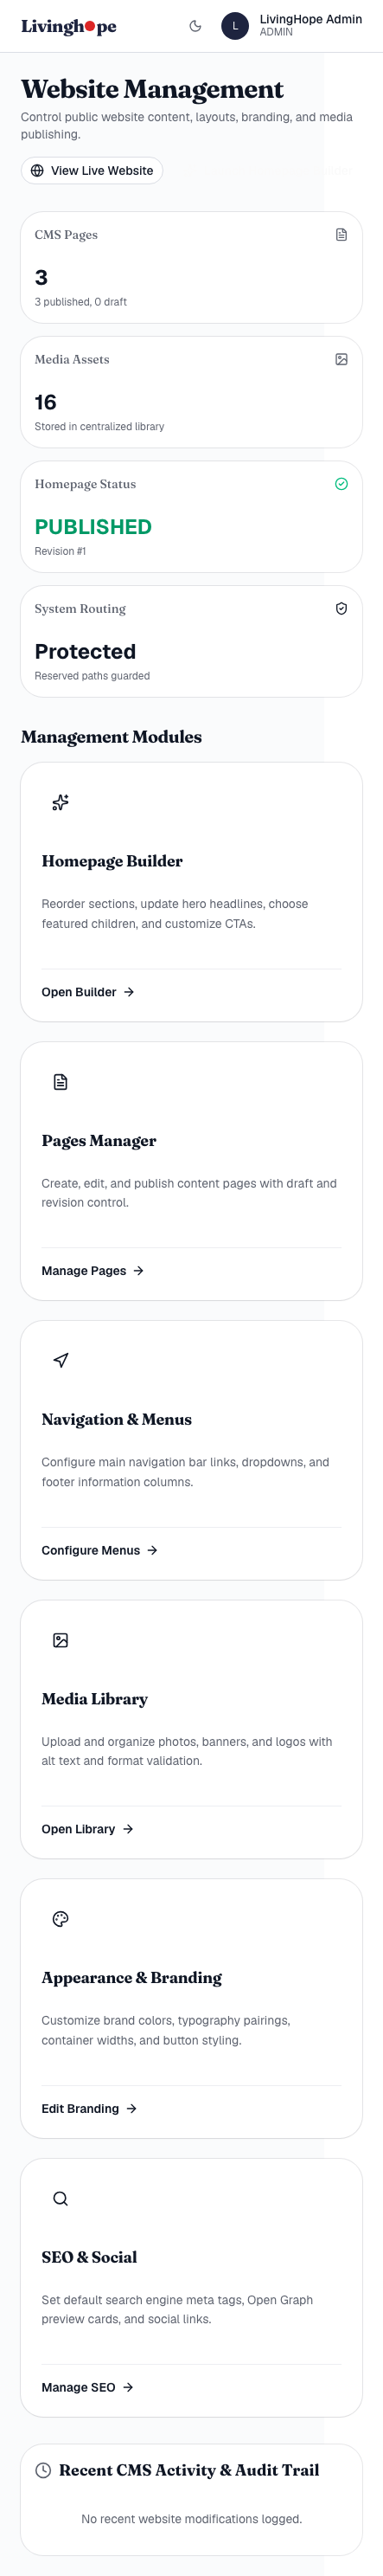 Livinghope
L
LivingHope Admin
ADMIN
Website Management
Control public website content, layouts, branding, and media
publishing.
View Live Website
CMS Pages
3
3 published, 0 draft
Media Assets
16
Stored in centralized library
Homepage Status
PUBLISHED
Revision #1
System Routing
Protected
Reserved paths guarded
Management Modules
Homepage Builder
Reorder sections, update hero headlines, choose
featured children, and customize CTAs.
Open Builder
Pages Manager
Create, edit, and publish content pages with draft and
revision control.
Manage Pages
Navigation & Menus
Configure main navigation bar links, dropdowns, and
footer information columns.
Configure Menus
Media Library
Upload and organize photos, banners, and logos with
alt text and format validation.
Open Library
Appearance & Branding
Customize brand colors, typography pairings,
container widths, and button styling.
Edit Branding
SEO & Social
Set default search engine meta tags, Open Graph
preview cards, and social links.
Manage SEO
Recent CMS Activity & Audit Trail
No recent website modifications logged.